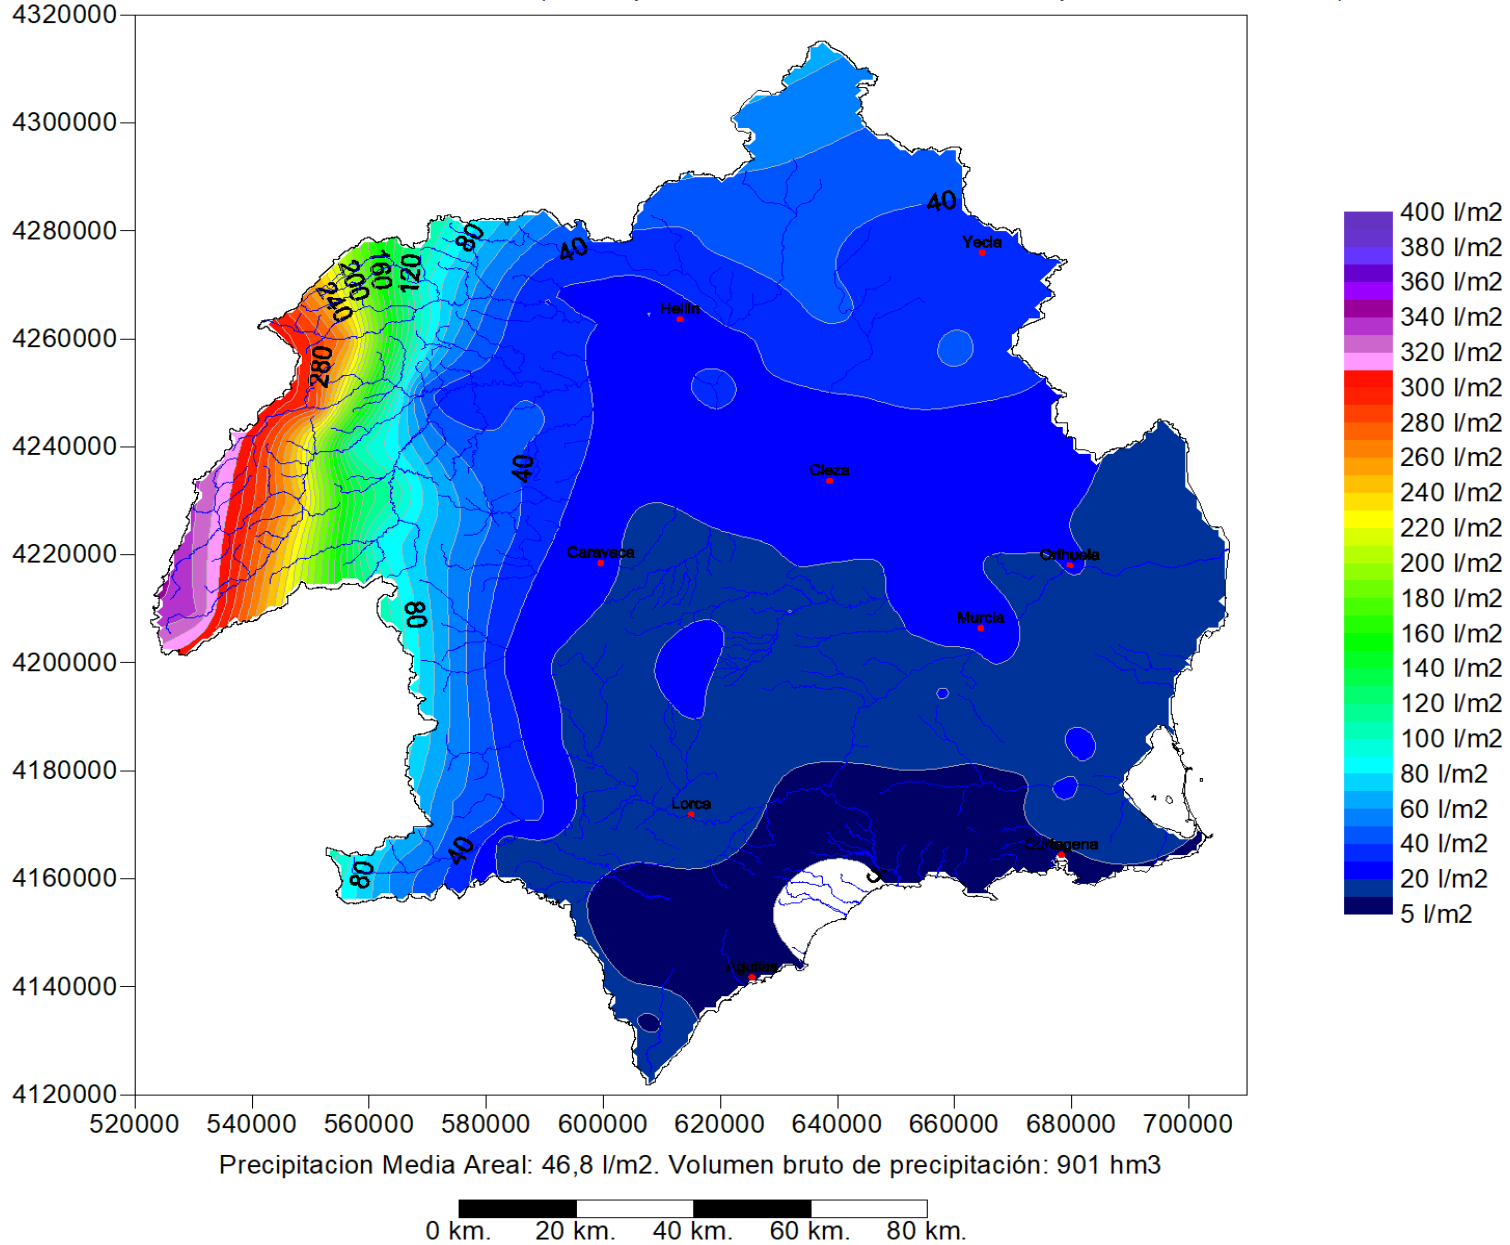 4320000
4300000
4280000
4260000
4240000
4220000
4200000
4180000
4160000
4140000
4120000
520000 540000 560000 580000 600000 620000 640000 660000 680000 700000
40
Yecla
80
40
120
160
200
240
280
Hellin
40
Cieza
Caravaca
Orihuela
80
Murcia
Lorca
40
80
Cartagena
5
Aguilas
400 l/m2
380 l/m2
360 l/m2
340 l/m2
320 l/m2
300 l/m2
280 l/m2
260 l/m2
240 l/m2
220 l/m2
200 l/m2
180 l/m2
160 l/m2
140 l/m2
120 l/m2
100 l/m2
80 l/m2
60 l/m2
40 l/m2
20 l/m2
5 l/m2
Precipitacion Media Areal: 46,8 l/m2. Volumen bruto de precipitación: 901 hm3
0 km. 20 km. 40 km. 60 km. 80 km.